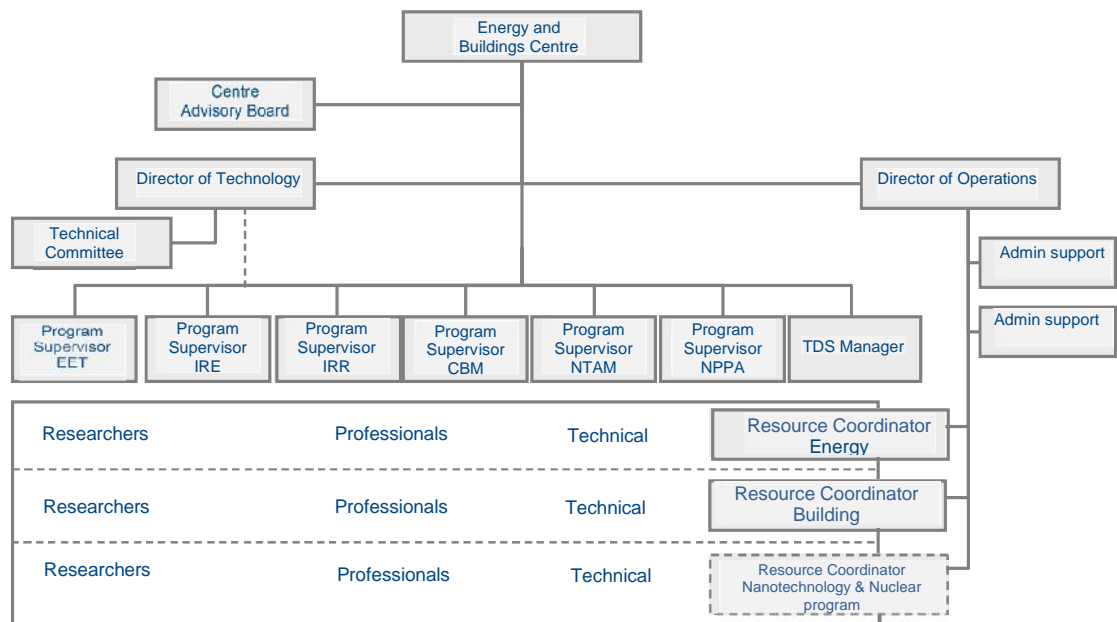 Energy and
Buildings Centre
Centre
Advisory Board
Director of Technology
Director of Operations
Technical
Committee
Admin support
Admin support
Program
Supervisor
EET
Program
Supervisor
IRE
Program
Supervisor
IRR
Program
Supervisor
CBM
Program
Supervisor
NTAM
Program
Supervisor
NPPA
TDS Manager
Researchers
Professionals
Technical
Resource Coordinator
Energy
Researchers
Professionals
Technical
Resource Coordinator
Building
Researchers
Professionals
Technical
Resource Coordinator
Nanotechnology & Nuclear
program